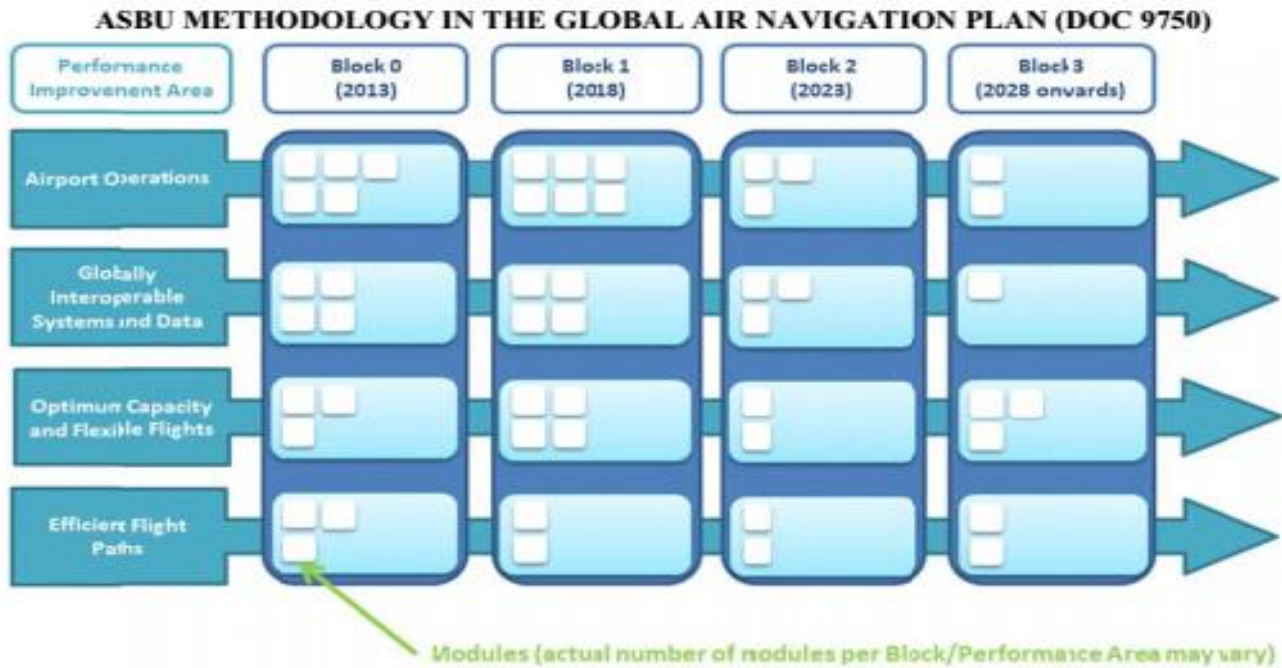 ASBU METHODOLOGY IN THE GLOBAL AIR NAVIGATION PLAN (DOC 9750)
Performance
Improvement Area
Block 0
(2013)
Block 1
(2018)
Block 2
(2023)
Block 3
(2028 onwards)
Airport Operations
Globally
Interoperable
Systems and Data
Optimum Capacity
and Flexible Flights
Efficient Flight
Paths
Modules (actual number of modules per Block/Performance Area may vary)